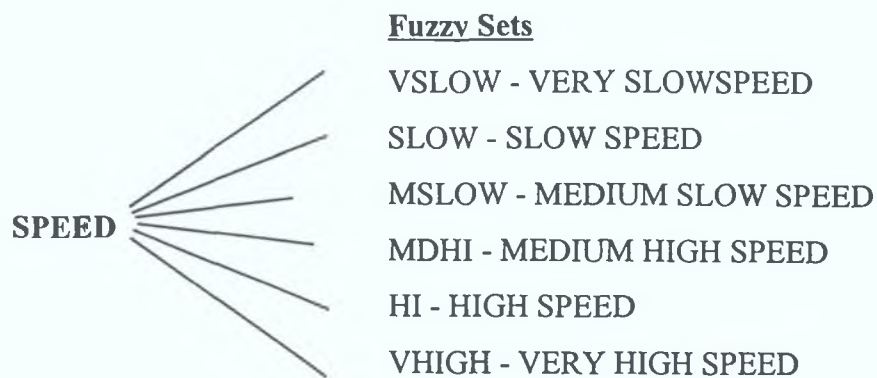 Fuzzy Sets
VSLOW - VERY SLOWSPEED
SLOW - SLOW SPEED
MSLOW - MEDIUM SLOW SPEED
SPEED
MDHI - MEDIUM HIGH SPEED
HI - HIGH SPEED
VHIGH - VERY HIGH SPEED